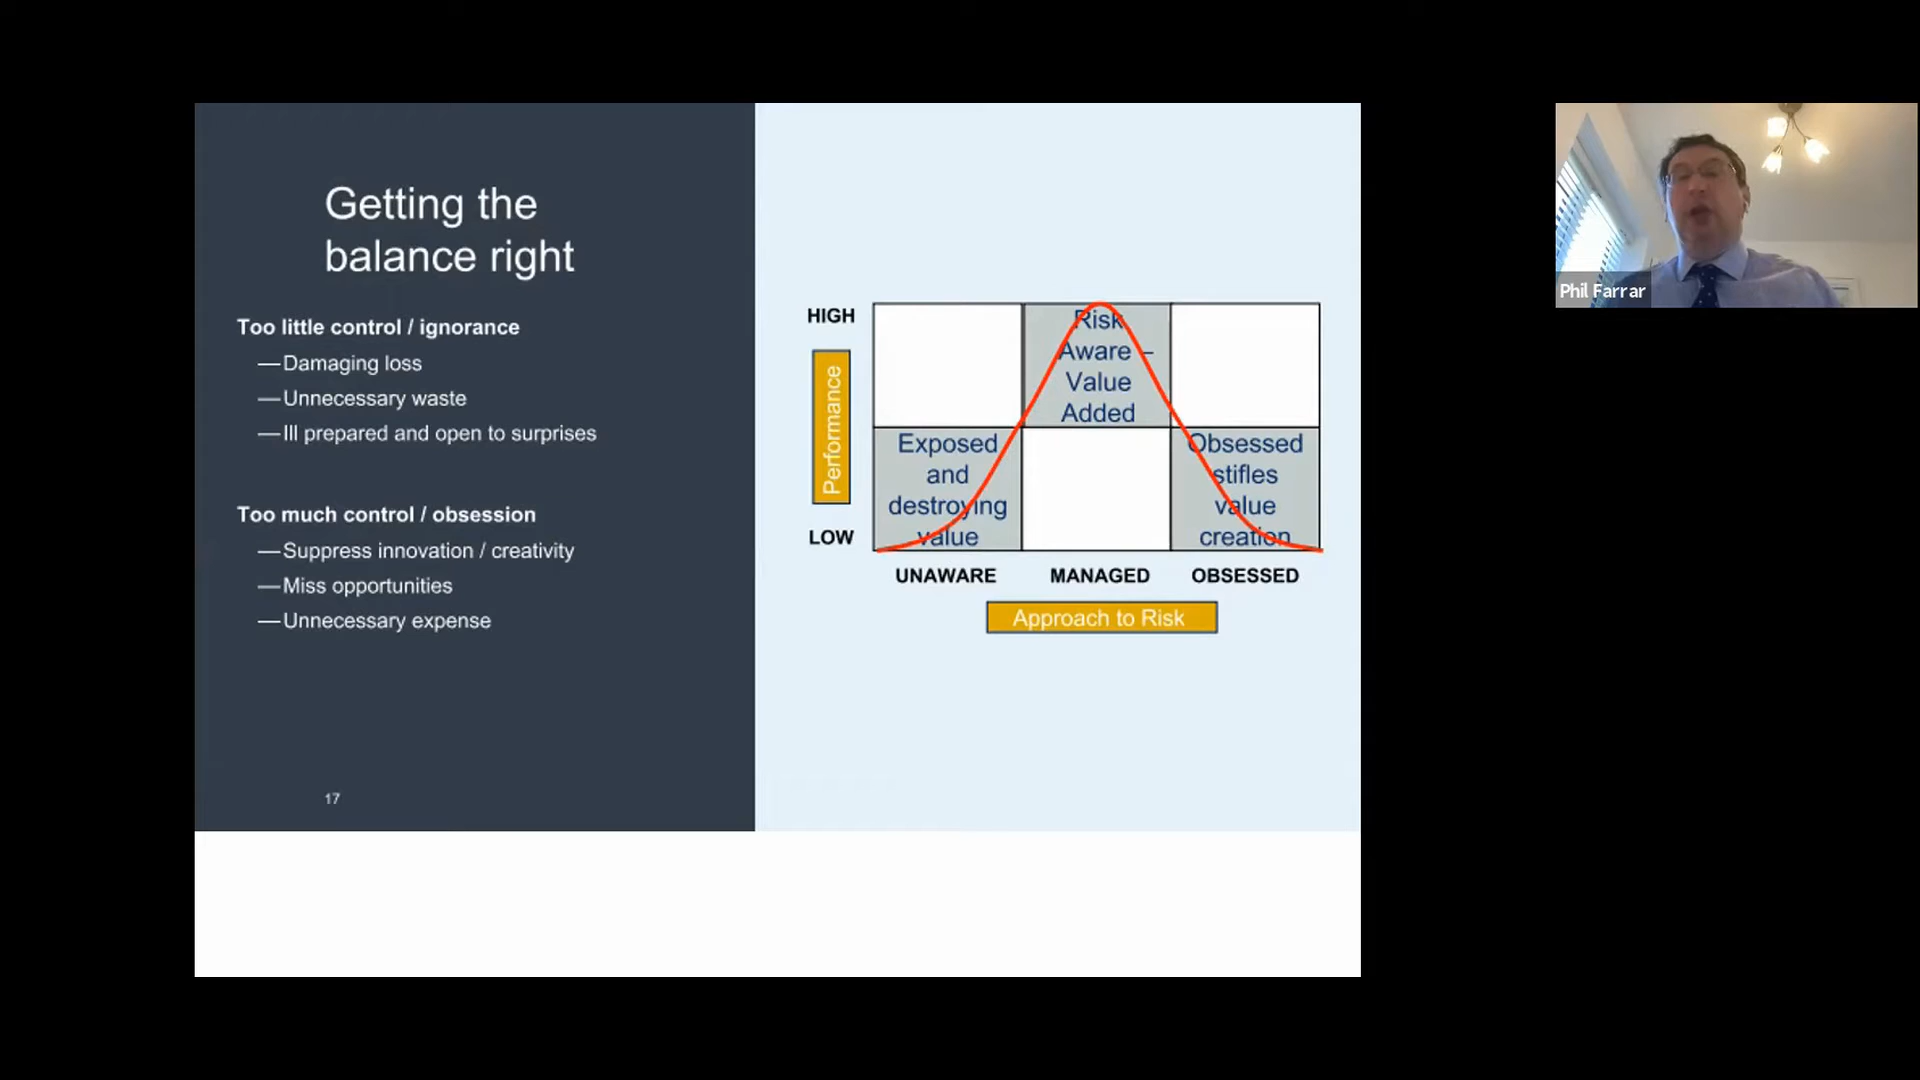 Getting the
balance right
Too little control / ignorance
—Damaging loss
—Unnecessary waste
—Ill prepared and open to surprises
Too much control / obsession
—Suppress innovation / creativity
—Miss opportunities
—Unnecessary expense
17
HIGH
Performance
LOW
Risk
Aware –
Value
Added
Exposed
and
destroying
value
Obsessed
stifles
value
creation
UNAWARE
MANAGED
OBSESSED
Approach to Risk
Phil Farrar